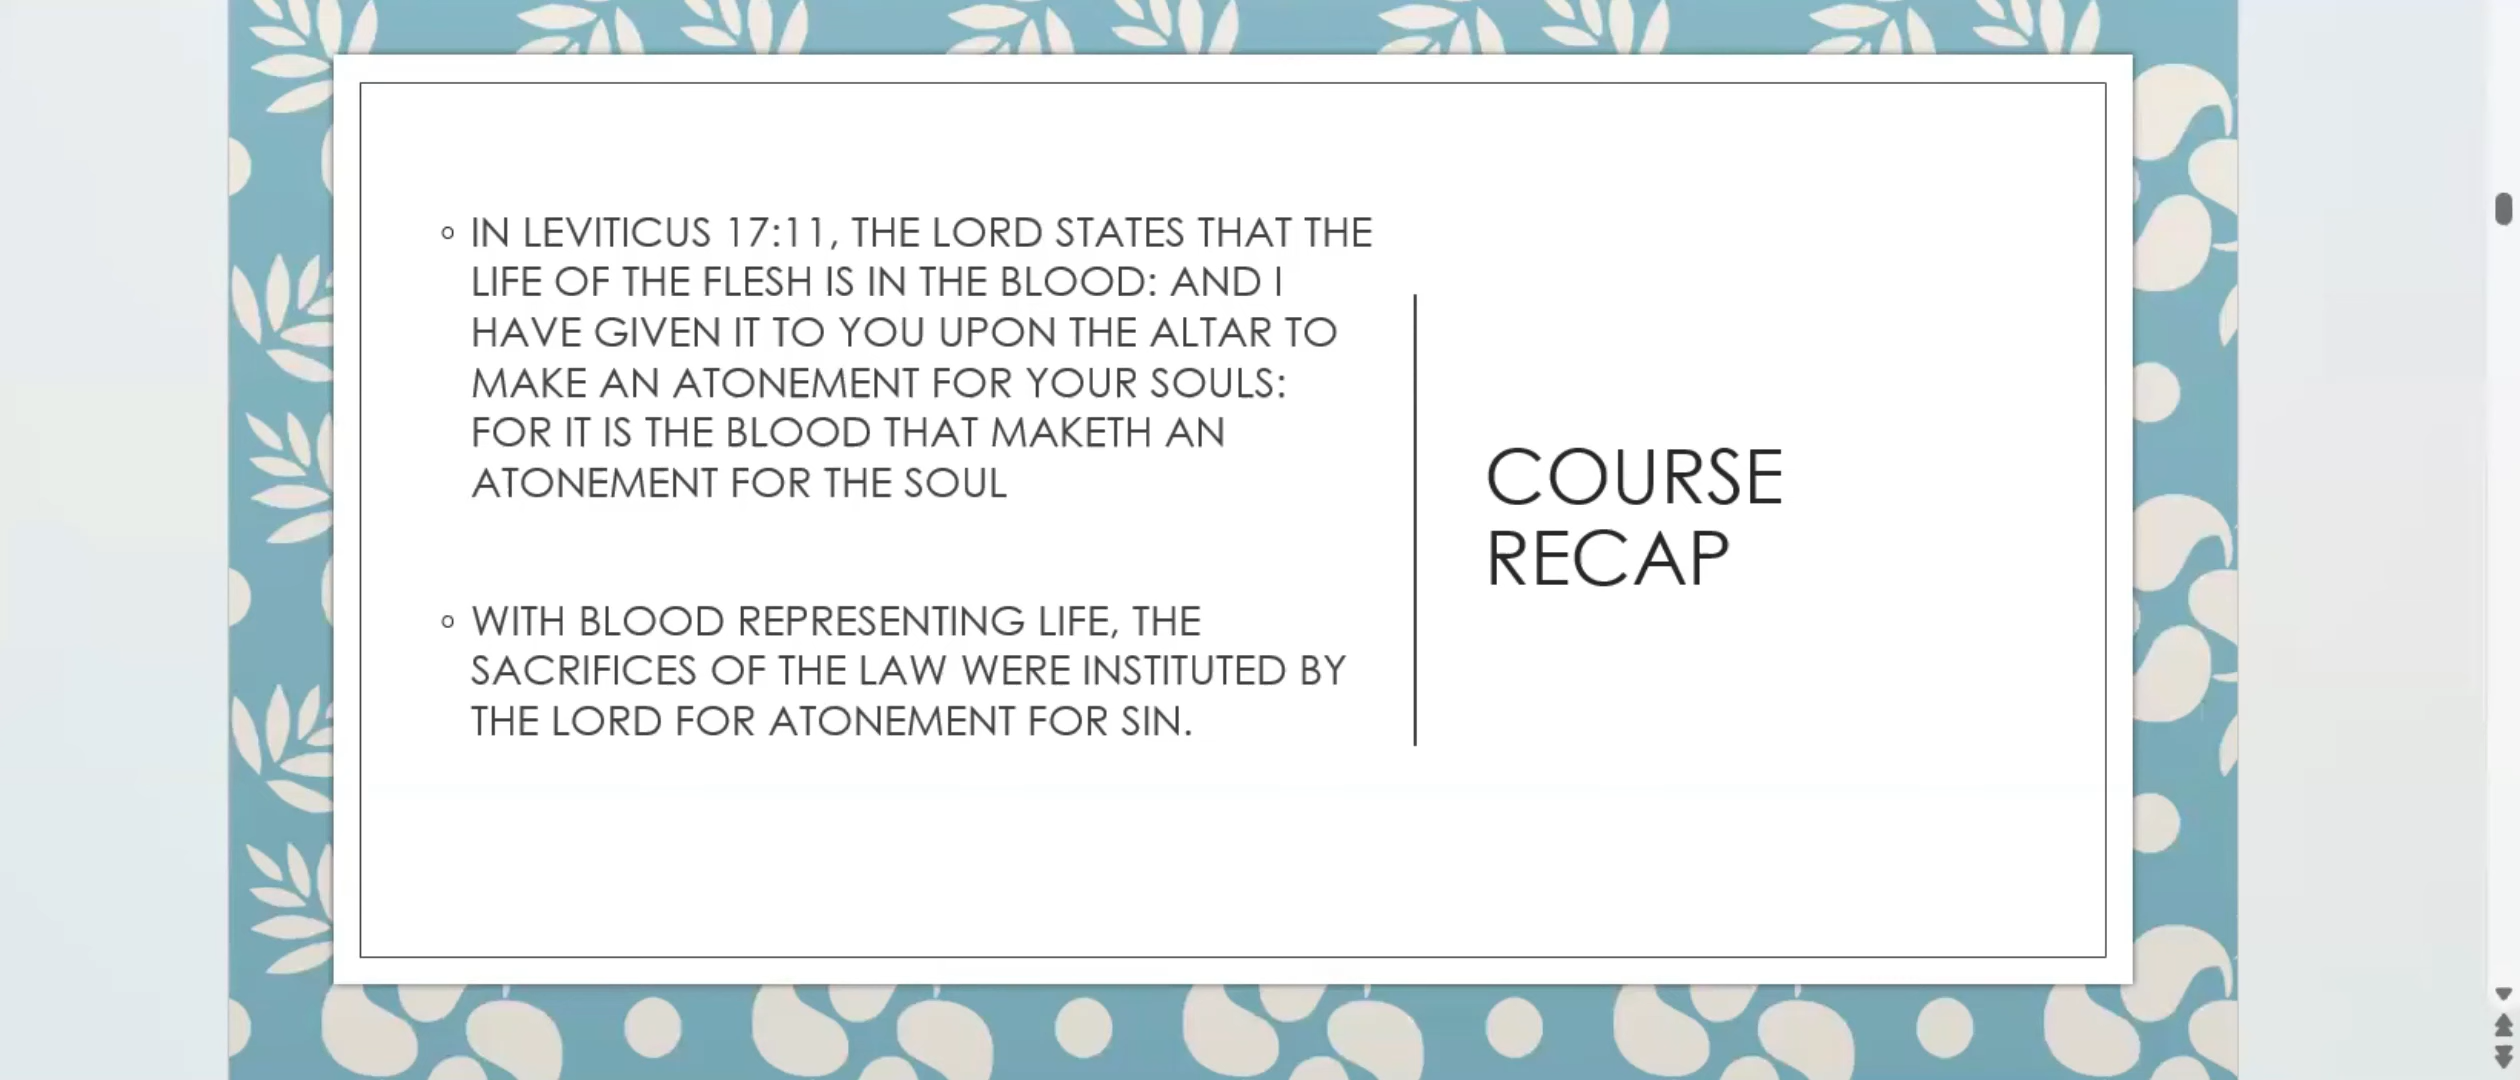 ◦ IN LEVITICUS 17:11, THE LORD STATES THAT THE
LIFE OF THE FLESH IS IN THE BLOOD: AND I
HAVE GIVEN IT TO YOU UPON THE ALTAR TO
MAKE AN ATONEMENT FOR YOUR SOULS:
FOR IT IS THE BLOOD THAT MAKETH AN
ATONEMENT FOR THE SOUL
◦ WITH BLOOD REPRESENTING LIFE, THE
SACRIFICES OF THE LAW WERE INSTITUTED BY
THE LORD FOR ATONEMENT FOR SIN.
COURSE
RECAP